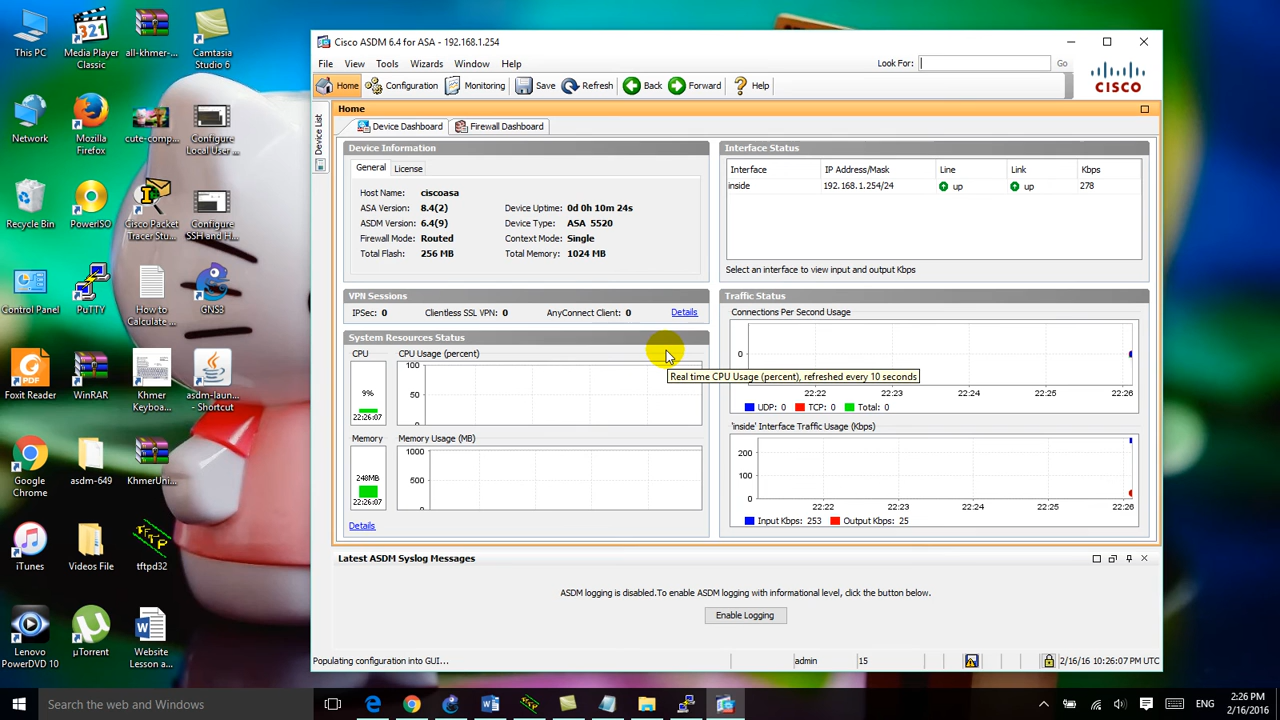 This PC
Media Player
Classic
all-khmer-...
Camtasia
Studio 6
Network
Mozilla
Firefox
cute-comp...
Configure
Local User ...
Recycle Bin
PowerISO
Cisco Packet
Tracer Stu...
Configure
SSH and H...
Control Panel
PuTTY
How to
Calculate ...
GNS3
Foxit Reader
WinRAR
Khmer
Keyboa...
asdm-laun...
- Shortcut
Google
Chrome
asdm-649
KhmerUni...
iTunes
Videos File
tftpd32
Lenovo
PowerDVD 10
µTorrent
Website
Lesson a...
Cisco ASDM 6.4 for ASA - 192.168.1.254
File View Tools Wizards Window Help
Look For: Go
Home Configuration Monitoring Save Refresh Back Forward Help
CISCO
Device List
Home
Device Dashboard Firewall Dashboard
Device Information
General License
Host Name: ciscoasa
ASA Version: 8.4(2) Device Uptime: 0d 0h 10m 24s
ASDM Version: 6.4(9) Device Type: ASA 5520
Firewall Mode: Routed Context Mode: Single
Total Flash: 256 MB Total Memory: 1024 MB
Interface Status
Interface IP Address/Mask Line Link Kbps
inside 192.168.1.254/24 up up 278
Select an interface to view input and output Kbps
VPN Sessions
IPSec: 0 Clientless SSL VPN: 0 AnyConnect Client: 0 Details
System Resources Status
CPU CPU Usage (percent)
100
50
0
9%
22:26:07
Real time CPU Usage (percent), refreshed every 10 seconds
Memory Memory Usage (MB)
1000
500
0
248MB
22:26:07
Details
Traffic Status
Connections Per Second Usage
0
22:22 22:23 22:24 22:25 22:26
UDP: 0 TCP: 0 Total: 0
'inside' Interface Traffic Usage (Kbps)
200
100
0
22:22 22:23 22:24 22:25 22:26
Input Kbps: 253 Output Kbps: 25
Latest ASDM Syslog Messages
ASDM logging is disabled.To enable ASDM logging with informational level, click the button below.
Enable Logging
Populating configuration into GUI... admin 15 2/16/16 10:26:07 PM UTC
Search the web and Windows
ENG
2:26 PM
2/16/2016